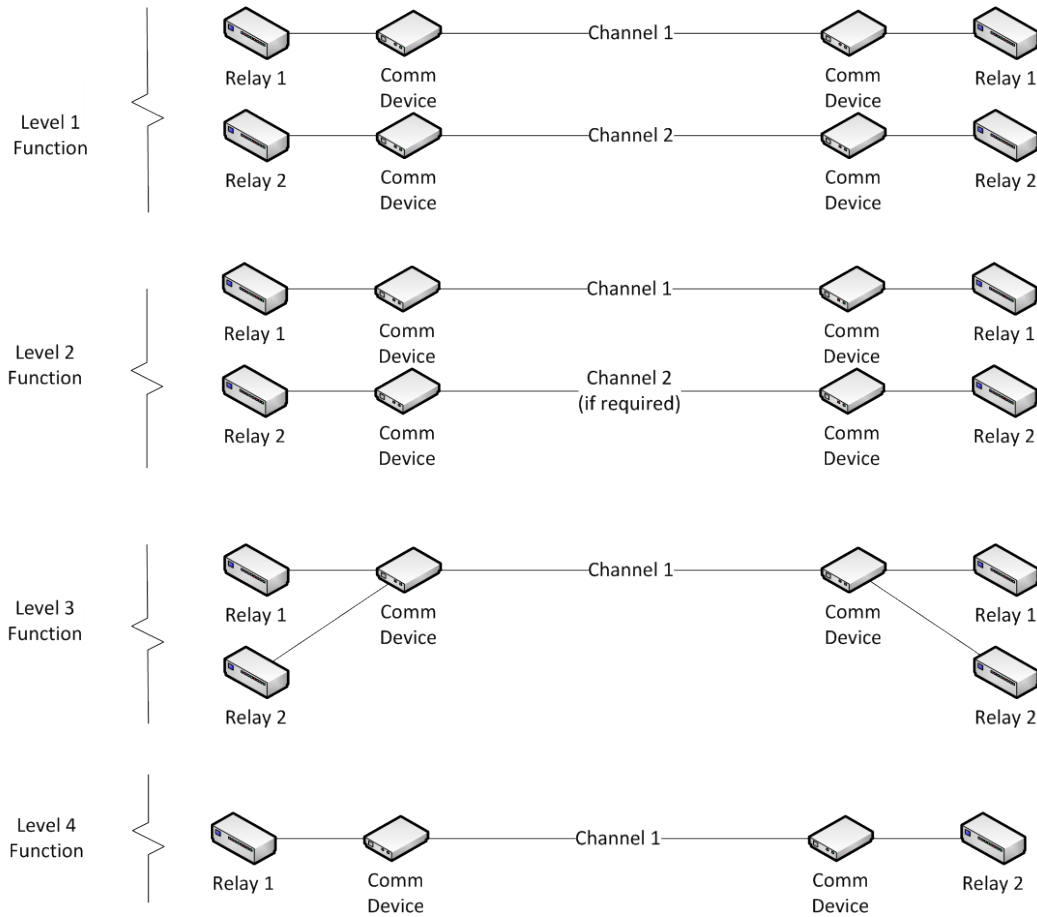 Level 1
Function
Channel 1
Relay 1
Comm
Device
Comm
Device
Relay 1
Channel 2
Relay 2
Comm
Device
Comm
Device
Relay 2
Level 2
Function
Channel 1
Relay 1
Comm
Device
Comm
Device
Relay 1
Channel 2
(if required)
Relay 2
Comm
Device
Comm
Device
Relay 2
Level 3
Function
Channel 1
Relay 1
Comm
Device
Comm
Device
Relay 1
Relay 2
Relay 2
Level 4
Function
Channel 1
Relay 1
Comm
Device
Comm
Device
Relay 2